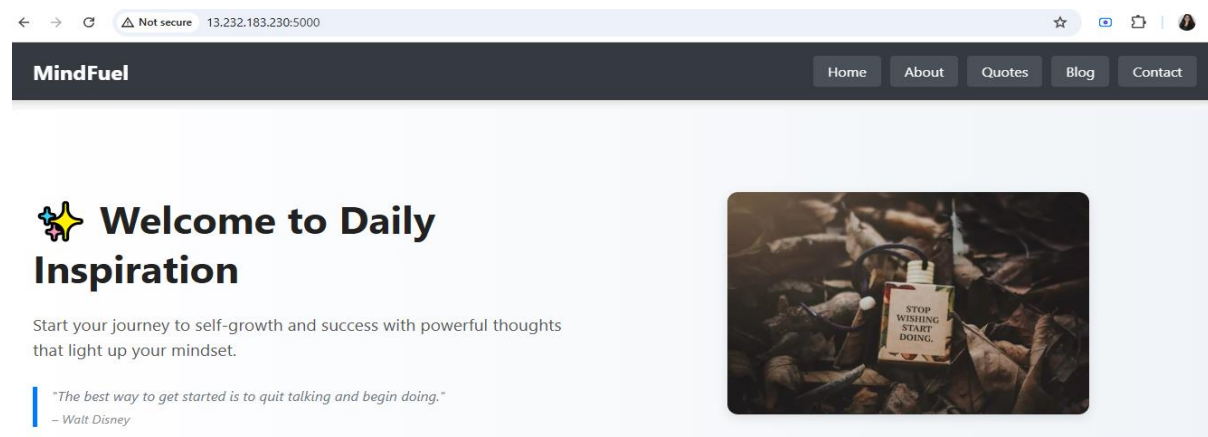 Not secure 13.232.183.230:5000
MindFuel
Home About Quotes Blog Contact
✨ Welcome to Daily
Inspiration
Start your journey to self-growth and success with powerful thoughts
that light up your mindset.
"The best way to get started is to quit talking and begin doing."
– Walt Disney
STOP
WISHING
START
DOING.